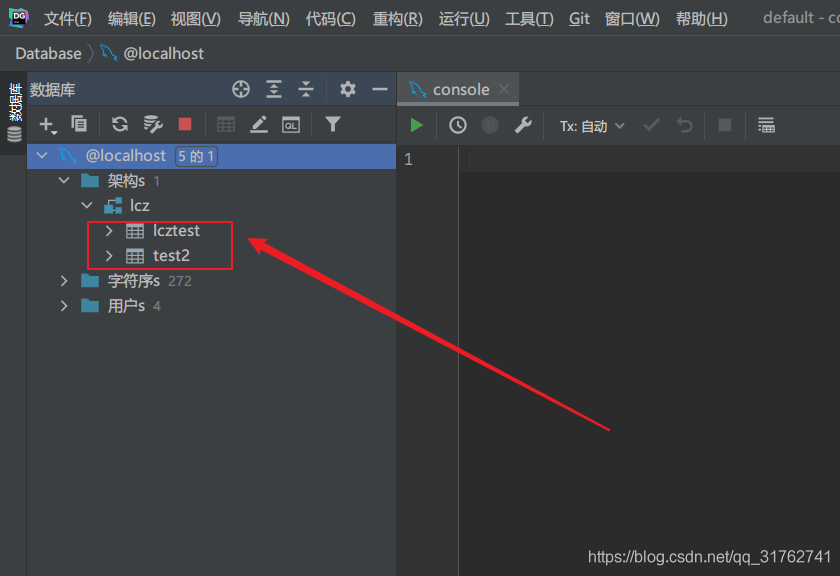 DG 文件(F) 编辑(E) 视图(V) 导航(N) 代码(C) 重构(R) 运行(U) 工具(T) Git 窗口(W) 帮助(H) default - co
Database @localhost
数据库
数据库
console
QL
Tx: 自动
@localhost 5 的 1
1
架构s 1
lcz
lcztest
test2
字符序s 272
用户s 4
https://blog.csdn.net/qq_31762741